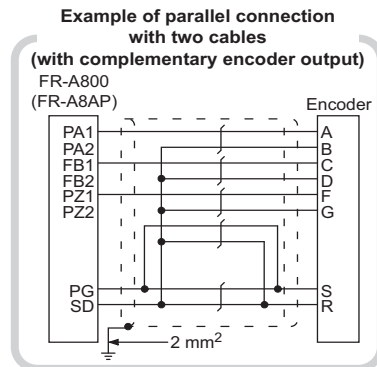 Example of parallel connection
with two cables
(with complementary encoder output)
FR-A800
(FR-A8AP)
Encoder
PA1
A
PA2
B
FB1
C
FB2
D
PZ1
F
PZ2
G
PG
S
SD
R
2 mm²